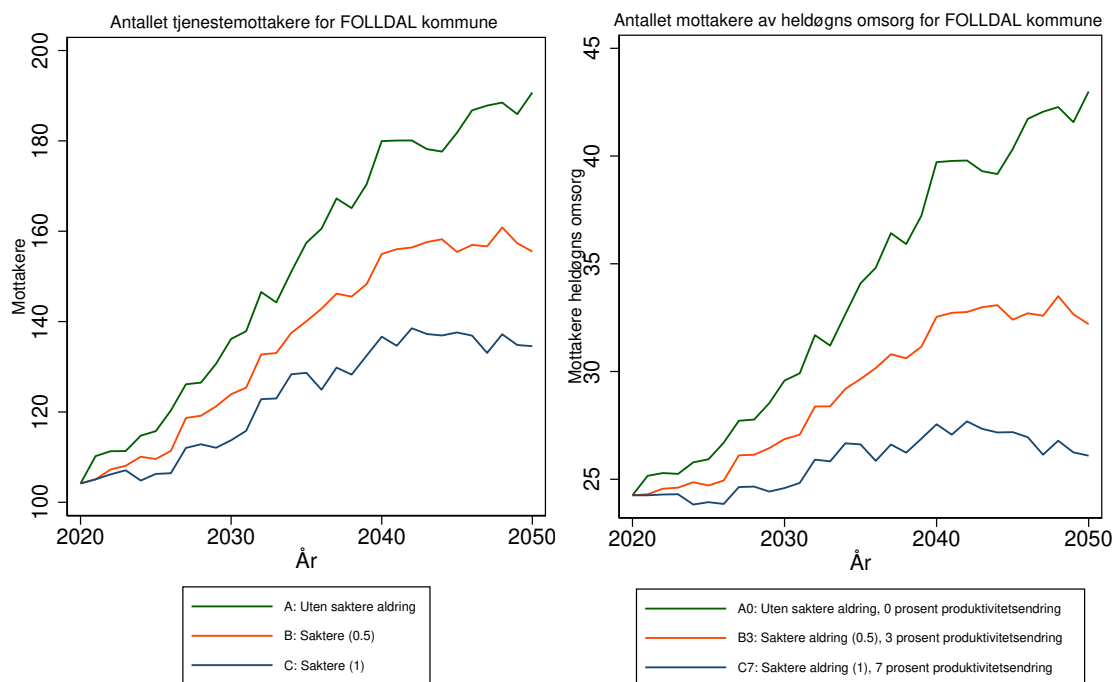 Antallet tjenestemottakere for FOLLDAL kommune
200
180
160
140
120
100
Mottakere
2020
2030
2040
2050
År
A: Uten saktere aldring
B: Saktere (0.5)
C: Saktere (1)
Antallet mottakere av heldøgns omsorg for FOLLDAL kommune
45
40
35
30
25
Mottakere heldøgns omsorg
2020
2030
2040
2050
År
A0: Uten saktere aldring, 0 prosent produktivitetsendring
B3: Saktere aldring (0.5), 3 prosent produktivitetsendring
C7: Saktere aldring (1), 7 prosent produktivitetsendring